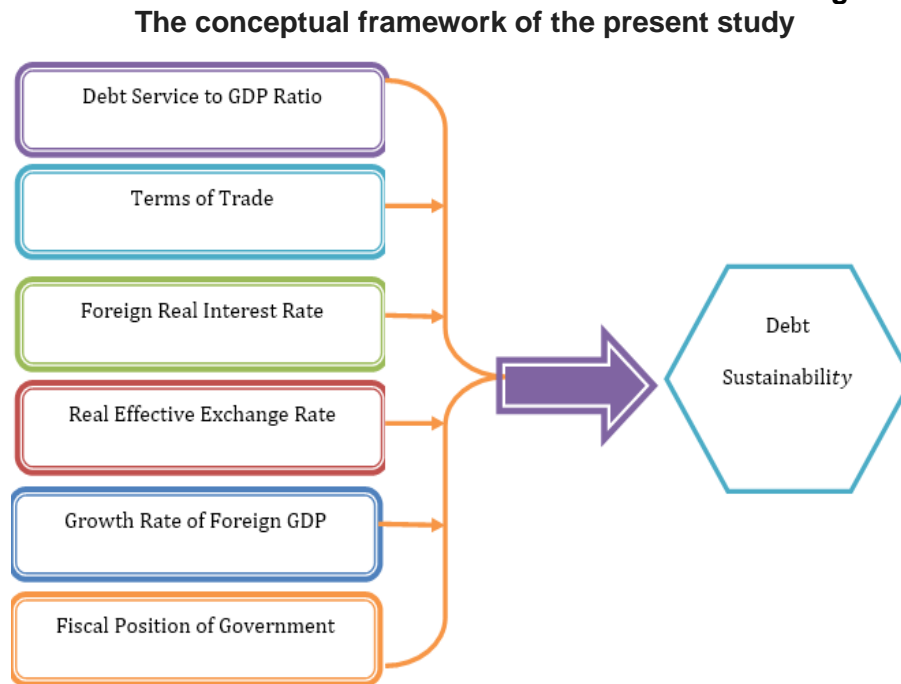 The conceptual framework of the present study
Debt Service to GDP Ratio
Terms of Trade
Foreign Real Interest Rate
Real Effective Exchange Rate
Growth Rate of Foreign GDP
Fiscal Position of Government
Debt
Sustainability